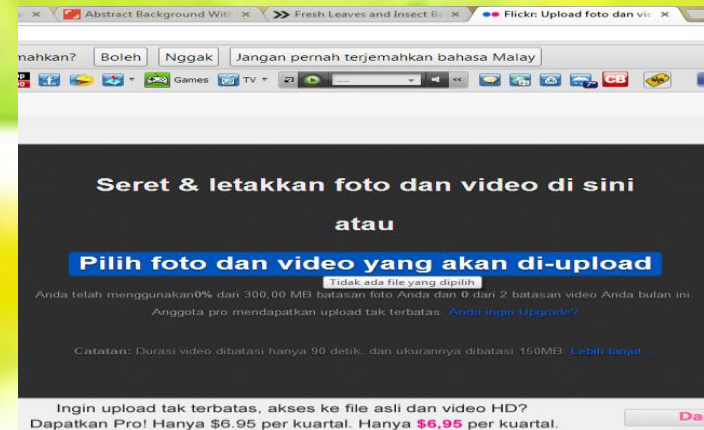 Abstract Background With
Fresh Leaves and Insect Ba
Flickr: Upload foto dan vid
mahkan? Boleh Nggak Jangan pernah terjemahkan bahasa Malay
Games TV CB
Seret & letakkan foto dan video di sini
atau
Pilih foto dan video yang akan di-upload
Tidak ada file yang dipilih
Anda telah menggunakan0% dari 300,00 MB batasan foto Anda dan 0 dari 2 batasan video Anda bulan ini.
Anggota pro mendapatkan upload tak terbatas. Anda ingin Upgrade?
Catatan: Durasi video dibatasi hanya 90 detik, dan ukurannya dibatasi 150MB. Lebih lanjut...
Ingin upload tak terbatas, akses ke file asli dan video HD?
Dapatkan Pro! Hanya $6.95 per kuartal. Hanya $6,95 per kuartal.
Da